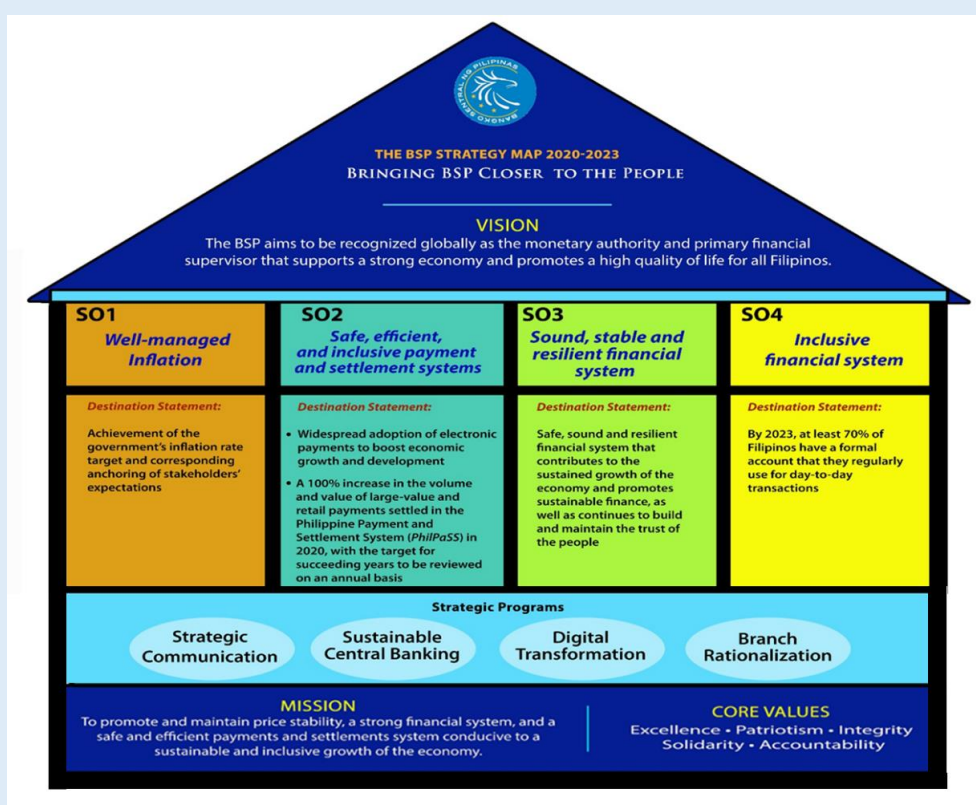 BANGKO SENTRAL NG PILIPINAS
THE BSP STRATEGY MAP 2020-2023
BRINGING BSP CLOSER TO THE PEOPLE
VISION
The BSP aims to be recognized globally as the monetary authority and primary financial
supervisor that supports a strong economy and promotes a high quality of life for all Filipinos.
SO1
Well-managed
Inflation
Destination Statement:
Achievement of the
government's inflation rate
target and corresponding
anchoring of stakeholders'
expectations
SO2
Safe, efficient,
and inclusive payment
and settlement systems
Destination Statement:
• Widespread adoption of electronic
payments to boost economic
growth and development
• A 100% increase in the volume
and value of large-value and
retail payments settled in the
Philippine Payment and
Settlement System (PhilPaSS) in
2020, with the target for
succeeding years to be reviewed
on an annual basis
SO3
Sound, stable and
resilient financial
system
Destination Statement:
Safe, sound and resilient
financial system that
contributes to the
sustained growth of the
economy and promotes
sustainable finance, as
well as continues to build
and maintain the trust of
the people
SO4
Inclusive
financial system
Destination Statement:
By 2023, at least 70% of
Filipinos have a formal
account that they regularly
use for day-to-day
transactions
Strategic Programs
Strategic
Communication
Sustainable
Central Banking
Digital
Transformation
Branch
Rationalization
MISSION
To promote and maintain price stability, a strong financial system, and a
safe and efficient payments and settlements system conducive to a
sustainable and inclusive growth of the economy.
CORE VALUES
Excellence • Patriotism • Integrity
Solidarity • Accountability